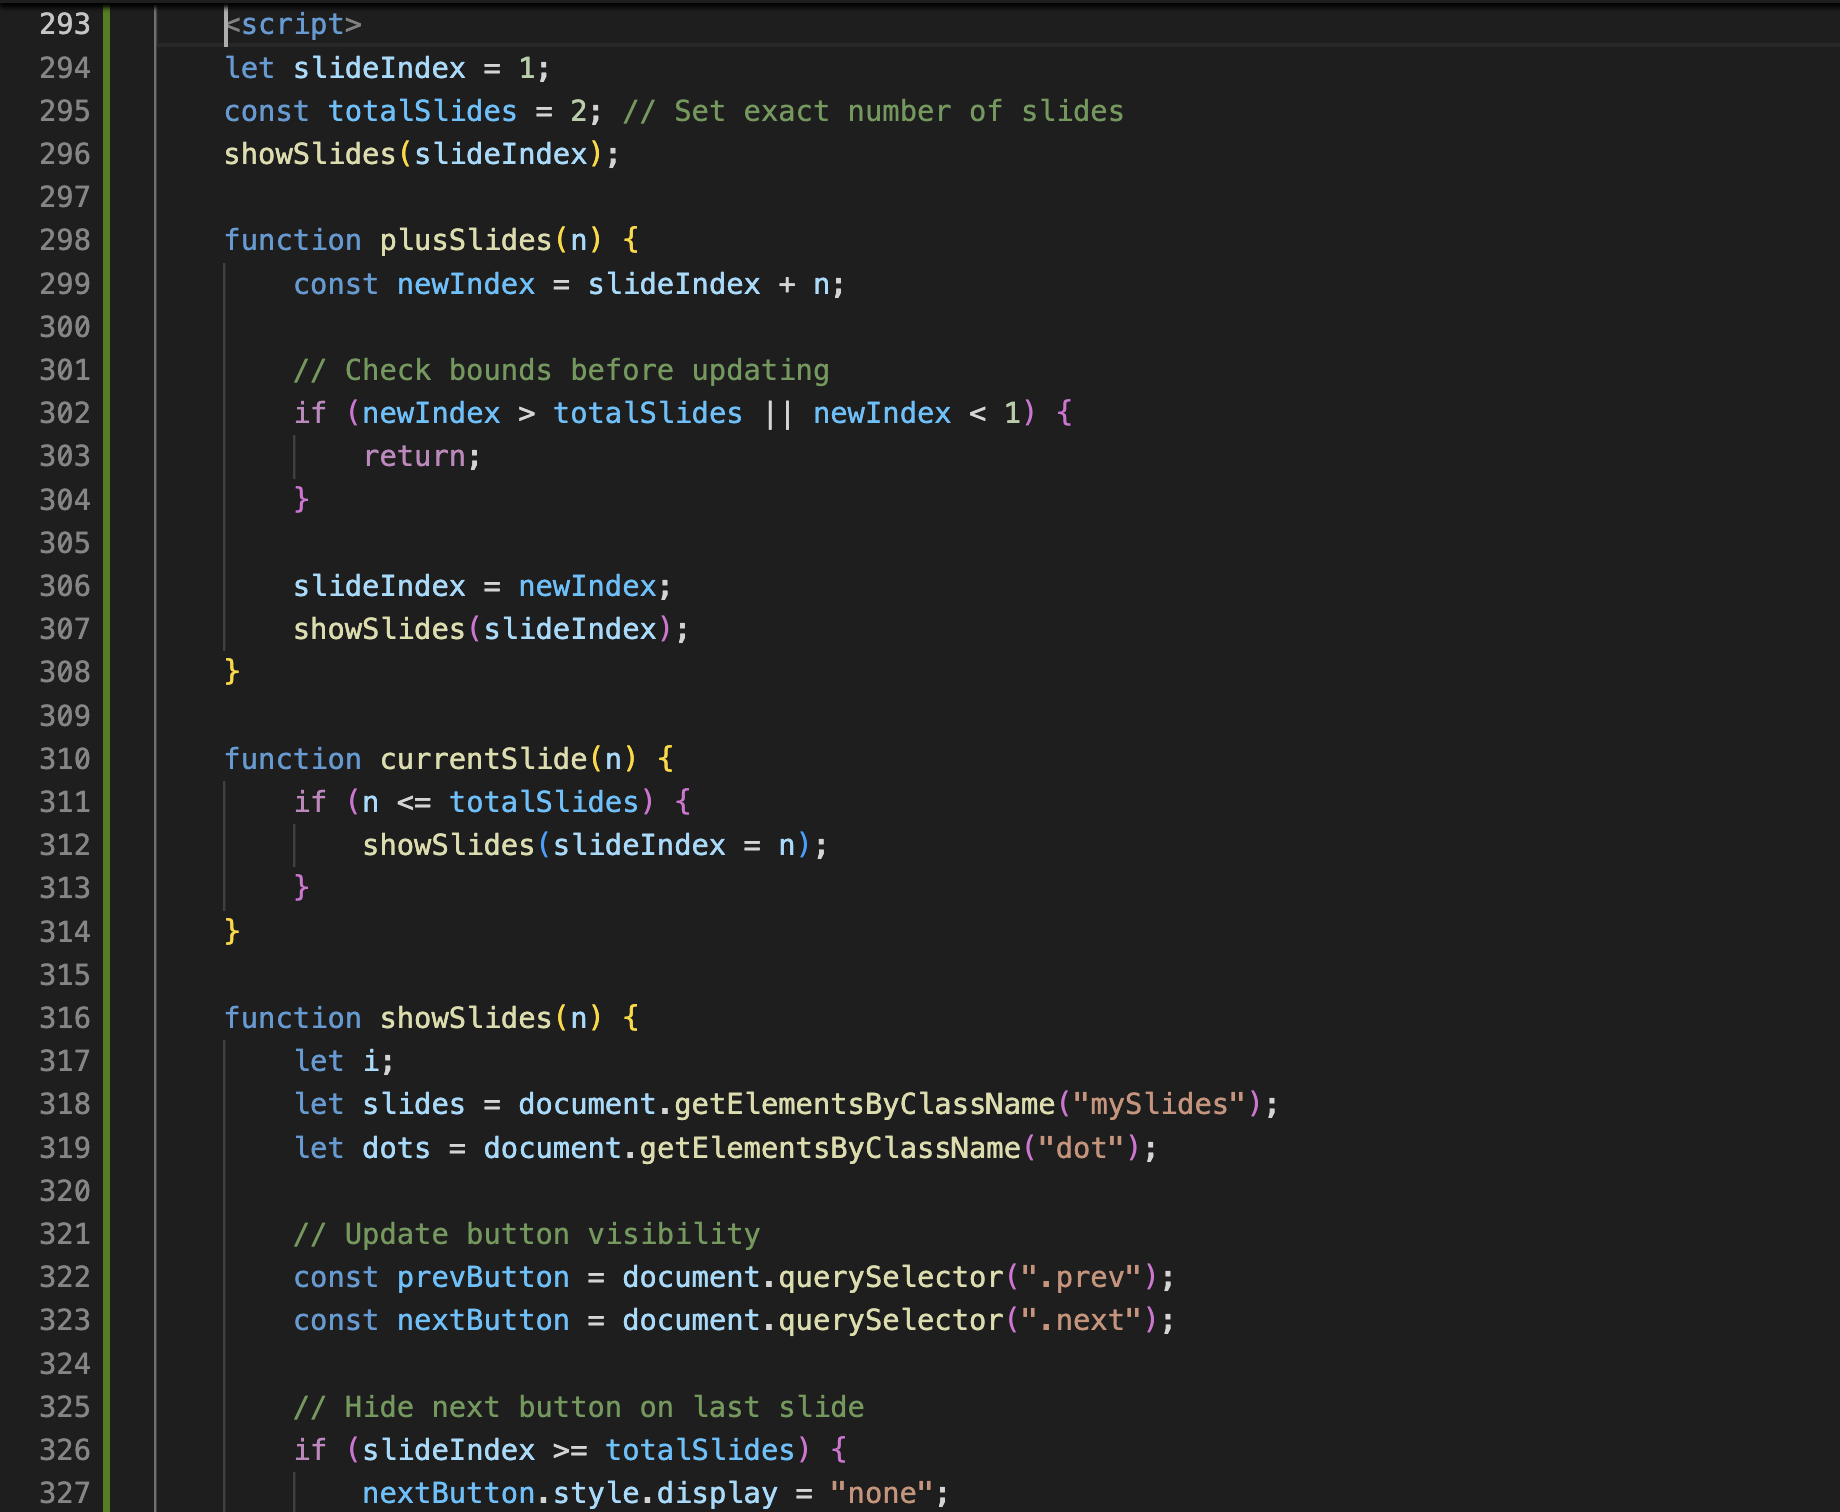 293 <script>
294 let slideIndex = 1;
295 const totalSlides = 2; // Set exact number of slides
296 showSlides(slideIndex);
297
298 function plusSlides(n) {
299     const newIndex = slideIndex + n;
300
301     // Check bounds before updating
302     if (newIndex > totalSlides || newIndex < 1) {
303         return;
304     }
305
306     slideIndex = newIndex;
307     showSlides(slideIndex);
308 }
309
310 function currentSlide(n) {
311     if (n <= totalSlides) {
312         showSlides(slideIndex = n);
313     }
314 }
315
316 function showSlides(n) {
317     let i;
318     let slides = document.getElementsByClassName("mySlides");
319     let dots = document.getElementsByClassName("dot");
320
321     // Update button visibility
322     const prevButton = document.querySelector(".prev");
323     const nextButton = document.querySelector(".next");
324
325     // Hide next button on last slide
326     if (slideIndex >= totalSlides) {
327         nextButton.style.display = "none";